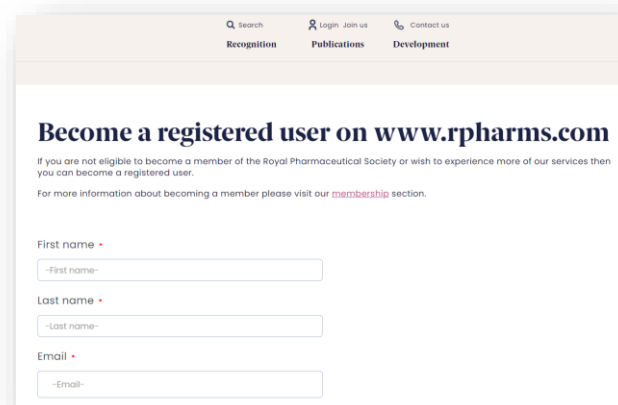 Search Login Join us Contact us
Recognition Publications Development
Become a registered user on www.rpharms.com
If you are not eligible to become a member of the Royal Pharmaceutical Society or wish to experience more of our services then
you can become a registered user.
For more information about becoming a member please visit our membership section.
First name •
-First name-
Last name •
-Last name-
Email •
-Email-